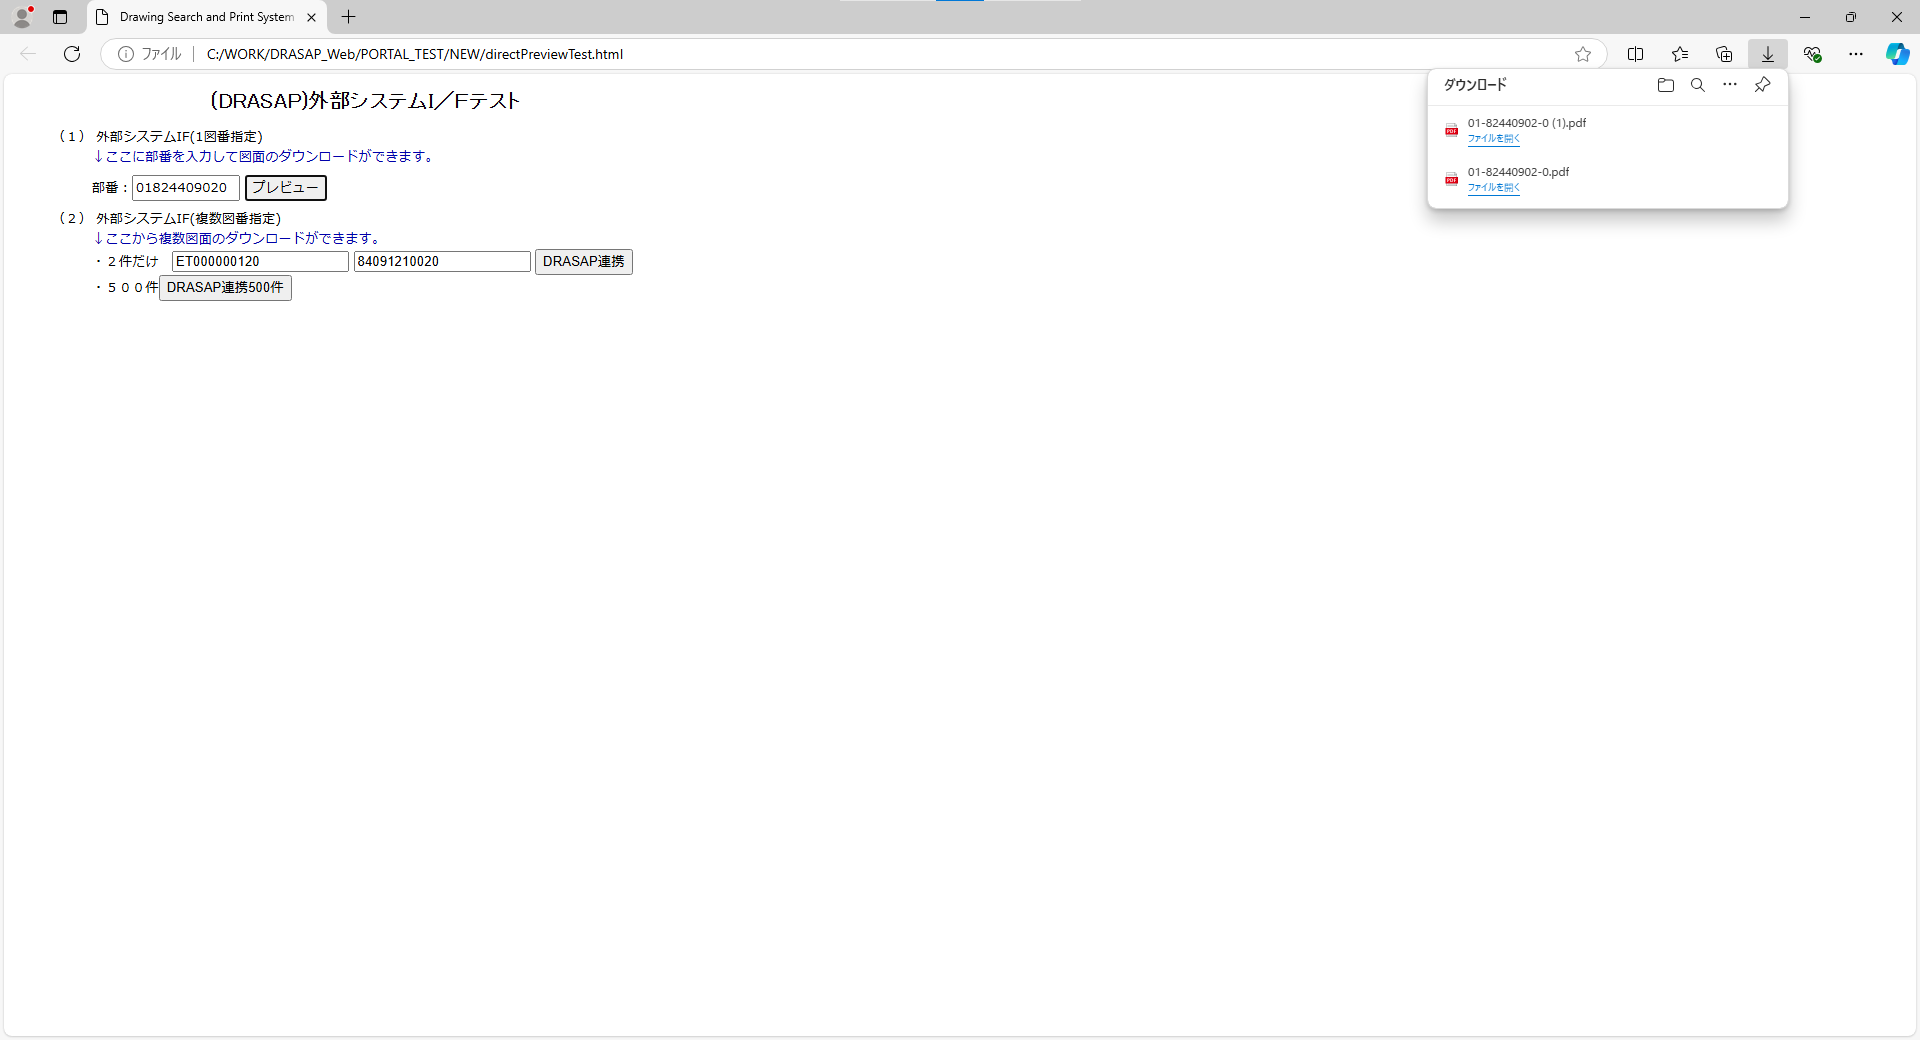 Drawing Search and Print System
ファイル
C:/WORK/DRASAP_Web/PORTAL_TEST/NEW/directPreviewTest.html
ダウンロード
01-82440902-0 (1).pdf
ファイルを開く
01-82440902-0.pdf
ファイルを開く
(DRASAP)外部システムI／Fテスト
（１） 外部システムIF(1図番指定)
↓ここに部番を入力して図面のダウンロードができます。
部番：01824409020 プレビュー
（２） 外部システムIF(複数図番指定)
↓ここから複数図面のダウンロードができます。
・２件だけ ET000000120 84091210020 DRASAP連携
・５００件DRASAP連携500件